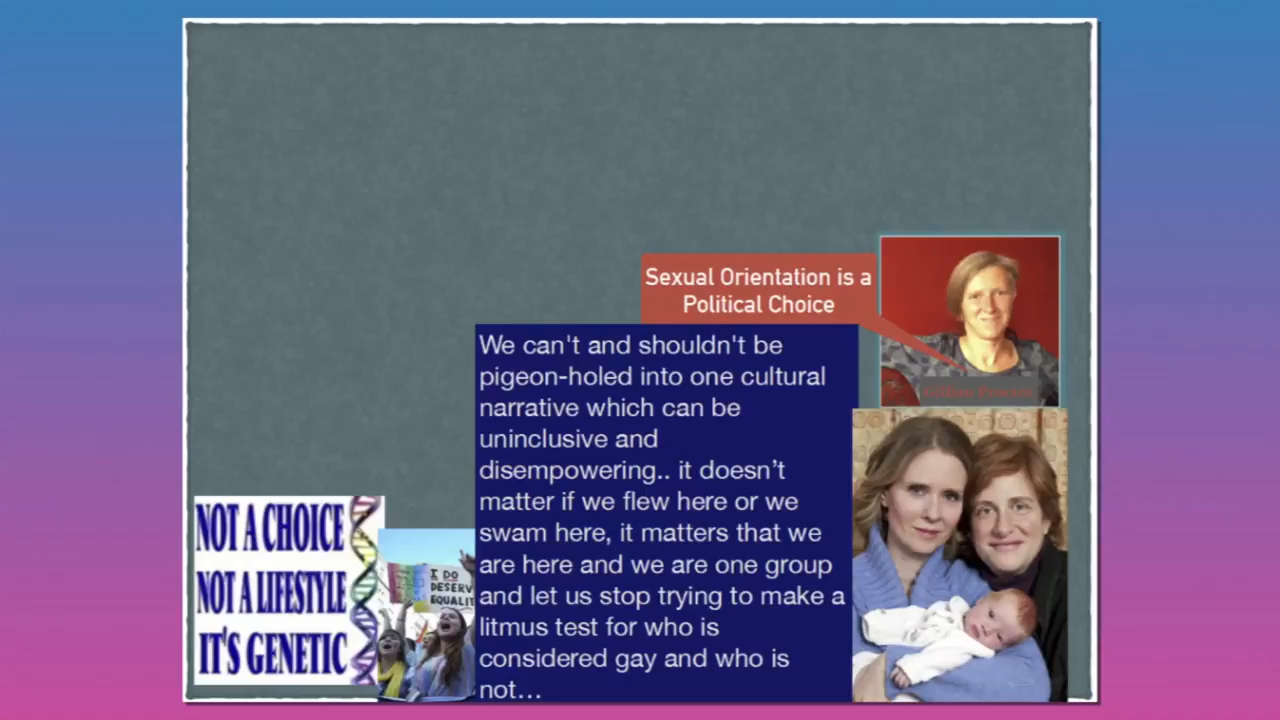 Sexual Orientation is a
Political Choice
We can't and shouldn't be
pigeon-holed into one cultural
narrative which can be
uninclusive and
disempowering.. it doesn't
matter if we flew here or we
swam here, it matters that we
are here and we are one group
and let us stop trying to make a
litmus test for who is
considered gay and who is
not...
NOT A CHOICE
NOT A LIFESTYLE
IT'S GENETIC
I DO
DESERV
EQUALIT